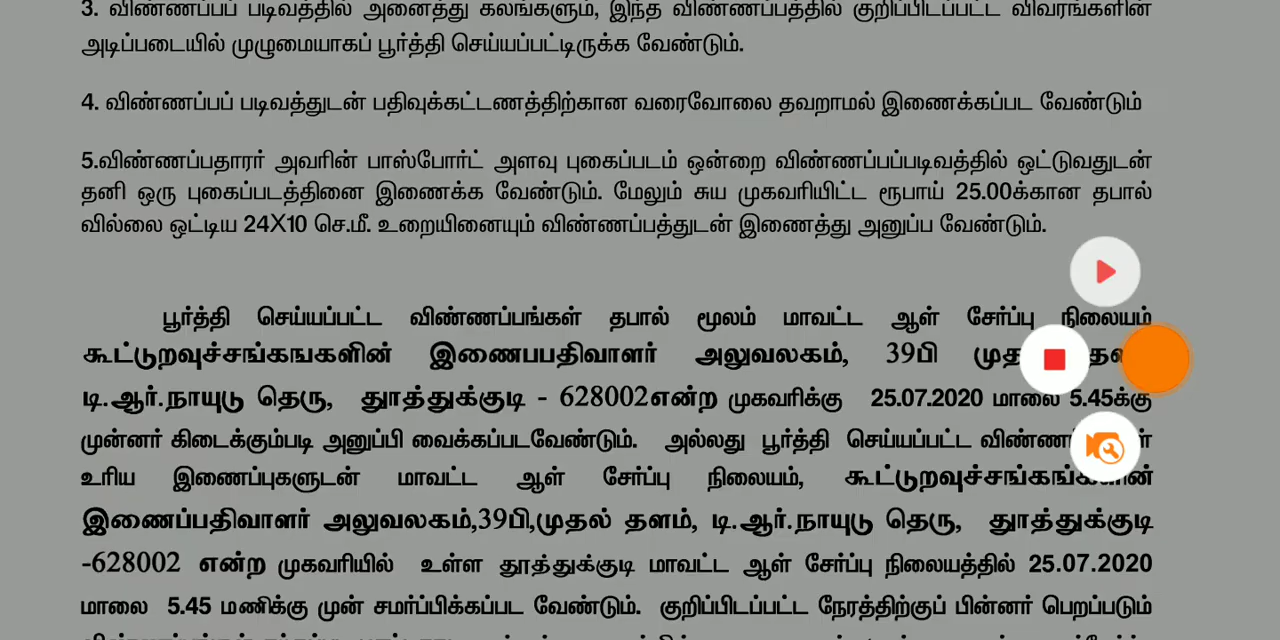 3. விண்ணப்பப் படிவத்தில் அனைத்து கலங்களும், இந்த விண்ணப்பத்தில் குறிப்பிடப்பட்ட விவரங்களின்
அடிப்படையில் முழுமையாகப் பூர்த்தி செய்யப்பட்டிருக்க வேண்டும்.
4. விண்ணப்பப் படிவத்துடன் பதிவுக்கட்டணத்திற்கான வரைவோலை தவறாமல் இணைக்கப்பட வேண்டும்
5.விண்ணப்பதாரர் அவரின் பாஸ்போர்ட் அளவு புகைப்படம் ஒன்றை விண்ணப்பப்படிவத்தில் ஒட்டுவதுடன்
தனி ஒரு புகைப்படத்தினை இணைக்க வேண்டும். மேலும் சுய முகவரியிட்ட ரூபாய் 25.00க்கான தபால்
வில்லை ஒட்டிய 24X10 செ.மீ. உறையினையும் விண்ணப்பத்துடன் இணைத்து அனுப்ப வேண்டும்.
பூர்த்தி செய்யப்பட்ட விண்ணப்பங்கள் தபால் மூலம் மாவட்ட ஆள் சேர்ப்பு நிலையம்
கூட்டுறவுச்சங்கஙகளின் இணைபபதிவாளர் அலுவலகம், 39பி
டி.ஆர்.நாயுடு தெரு, தூத்துக்குடி - 628002என்ற முகவரிக்கு 25.07.2020 மாலை 5.45க்கு
முன்னர் கிடைக்கும்படி அனுப்பி வைக்கப்படவேண்டும். அல்லது பூர்த்தி செய்யப்பட்ட
உரிய இணைப்புகளுடன் மாவட்ட ஆள் சேர்ப்பு நிலையம், கூட்டுறவுச்சங்கங்களின்
இணைப்பதிவாளர் அலுவலகம்,39பி,முதல் தளம், டி.ஆர்.நாயுடு தெரு, தூத்துக்குடி
-628002 என்ற முகவரியில் உள்ள தூத்துக்குடி மாவட்ட ஆள் சேர்ப்பு நிலையத்தில் 25.07.2020
மாலை 5.45 மணிக்கு முன் சமர்ப்பிக்கப்பட வேண்டும். குறிப்பிடப்பட்ட நேரத்திற்குப் பின்னர் பெறப்படும்